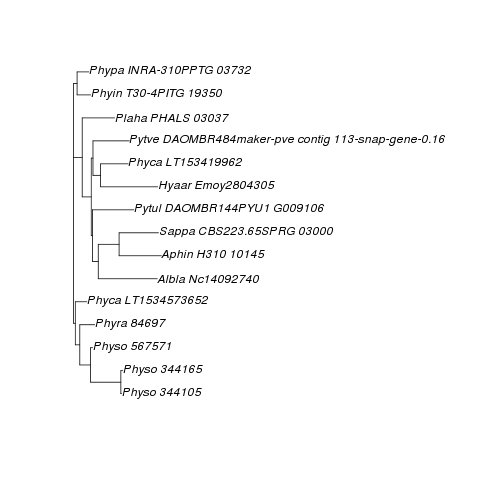 Phypa INRA-310PPTG 03732
Phyin T30-4PITG 19350
Plaha PHALS 03037
Pytve DAOMBR484maker-pve contig 113-snap-gene-0.16
Phyca LT153419962
Hyaar Emoy2804305
Pytul DAOMBR144PYU1 G009106
Sappa CBS223.65SPRG 03000
Aphin H310 10145
Albla Nc14092740
Phyca LT1534573652
Phyra 84697
Physo 567571
Physo 344165
Physo 344105